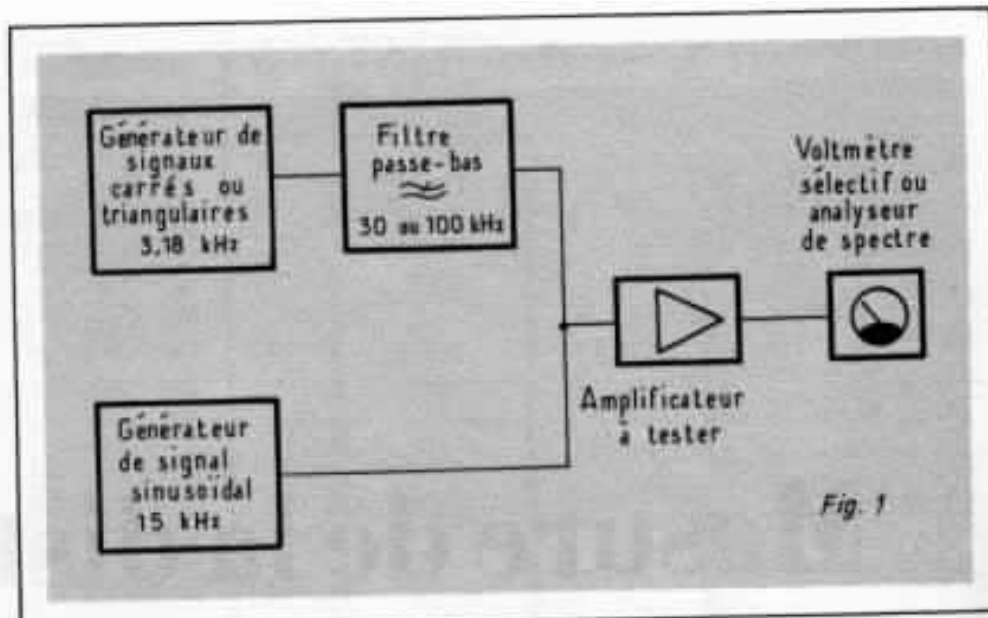 Générateur de
signaux
carrés ou
triangulaires
3,18 kHz
Filtre
passe-bas
30 ou 100 kHz
Voltmètre
sélectif ou
analyseur
de spectre
Amplificateur
à tester
Générateur
de signal
sinusoïdal
15 kHz
Fig. 1